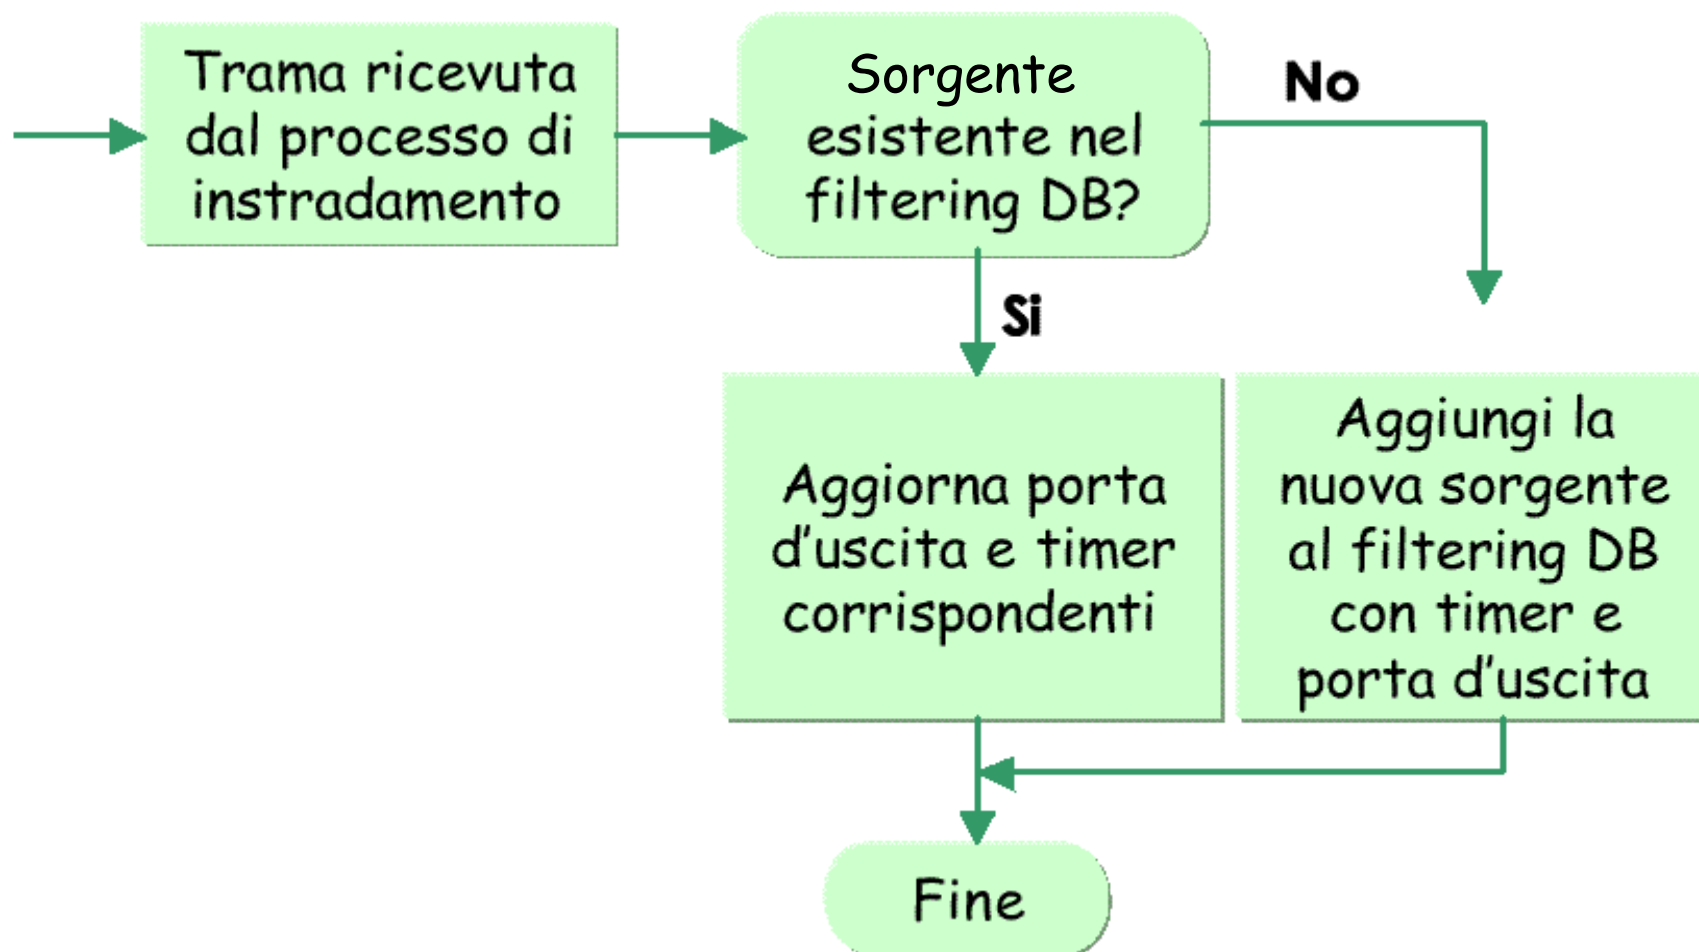 Trama ricevuta
dal processo di
instradamento
Sorgente
esistente nel
filtering DB?
No
Si
Aggiorna porta
d'uscita e timer
corrispondenti
Aggiungi la
nuova sorgente
al filtering DB
con timer e
porta d'uscita
Fine